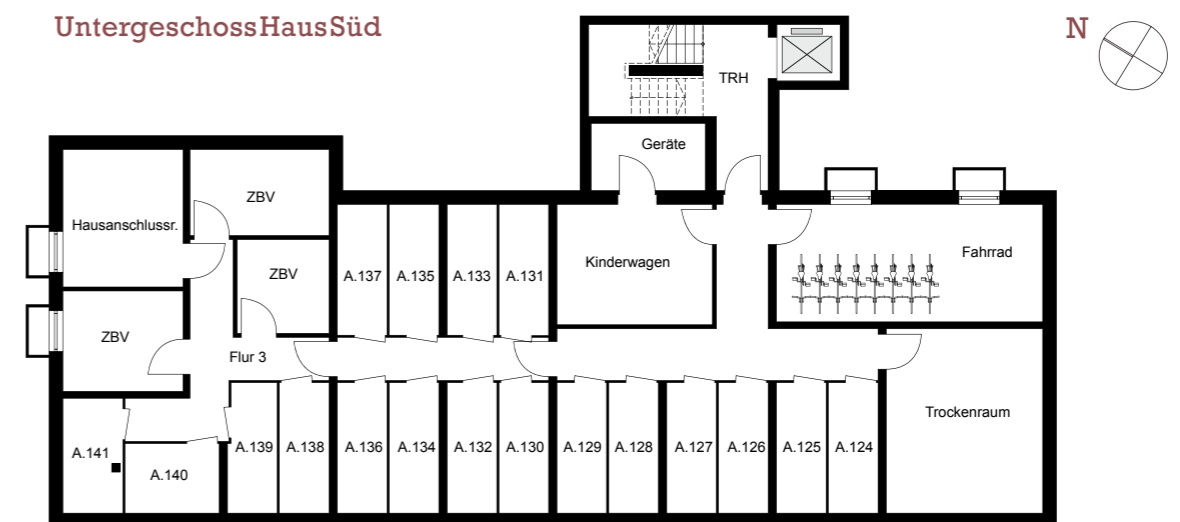 UntergeschossHausSüd
N
TRH
Geräte
ZBV
Hausanschlussr.
Fahrrad
Kinderwagen
ZBV
A.137
A.135
A.133
A.131
ZBV
Flur 3
Trockenraum
A.141
A.140
A.139
A.138
A.136
A.134
A.132
A.130
A.129
A.128
A.127
A.126
A.125
A.124